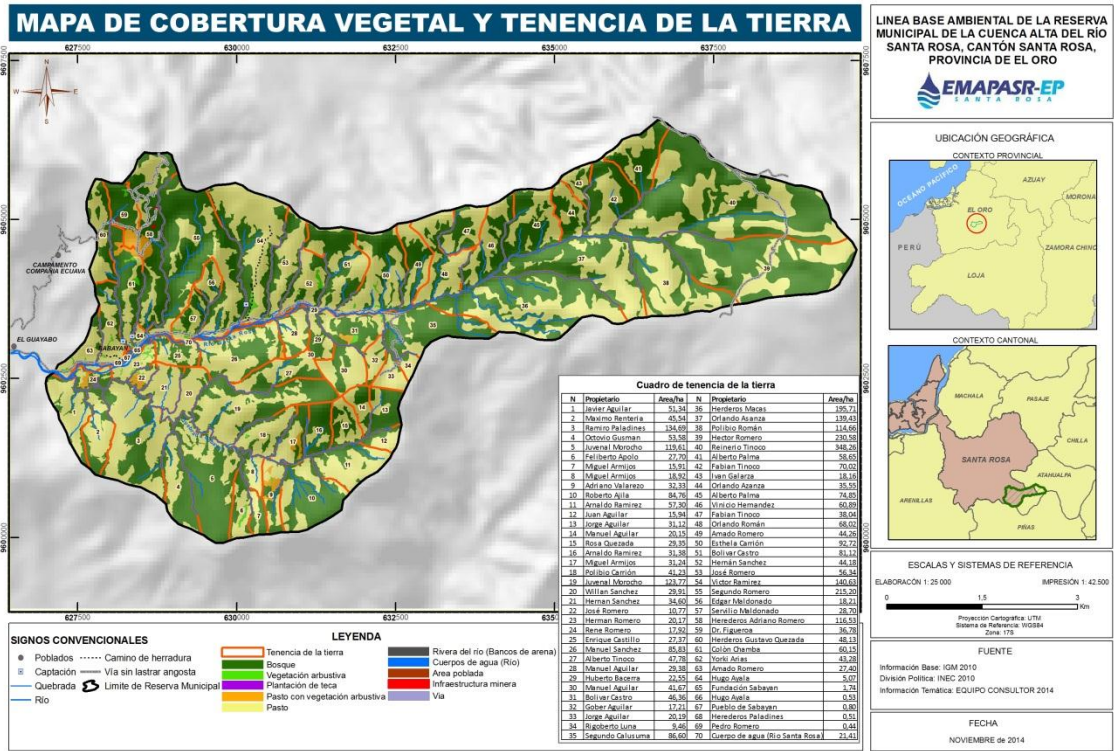 MAPA DE COBERTURA VEGETAL Y TENENCIA DE LA TIERRA
LINEA BASE AMBIENTAL DE LA RESERVA
MUNICIPAL DE LA CUENCA ALTA DEL RÍO
SANTA ROSA, CANTÓN SANTA ROSA,
PROVINCIA DE EL ORO
EMAPASR-EP
SANTA ROSA
627500 630000 632500 635000 637500
9607500
9605000
9602500
9600000
N
W E
S
CAMPAMENTO
COMPAÑIA ECUAVA
EL GUAYABO
UBICACIÓN GEOGRÁFICA
CONTEXTO PROVINCIAL
OCEANO PACÍFICO
AZUAY
MORONA
EL ORO
PERÚ
ZAMORA CHINC
LOJA
CONTEXTO CANTONAL
MACHALA
PASAJE
CHILLA
SANTA ROSA
ATAHUALPA
ARENILLAS
PIÑAS
ESCALAS Y SISTEMAS DE REFERENCIA
ELABORACIÓN 1: 25 000 IMPRESIÓN 1: 42.500
0 1,5 3
Km
Proyección Cartográfica: UTM
Sistema de Referencia: WGS84
Zona: 17S
FUENTE
Información Base: IGM 2010
División Política: INEC 2010
Información Temática: EQUIPO CONSULTOR 2014
FECHA
NOVIEMBRE de 2014
Cuadro de tenencia de la tierra
N Propietario Area/ha N Propietario Area/ha
1 Javier Aguilar 51,34 36 Herderos Macas 195,71
2 Maximo Renteria 45,54 37 Orlando Asanza 139,43
3 Ramiro Paladines 134,69 38 Polibio Román 114,66
4 Octovio Gusman 53,58 39 Hector Romero 230,58
5 Juvenal Morocho 119,61 40 Reinerio Tinoco 348,26
6 Feliberto Apolo 27,70 41 Alberto Palma 58,65
7 Miguel Armijos 15,91 42 Fabian Tinoco 70,02
8 Miguel Armijos 18,92 43 Ivan Galarza 18,16
9 Adriano Valarezo 32,33 44 Orlando Azanza 35,55
10 Roberto Ajila 84,76 45 Alberto Palma 74,85
11 Arnaldo Ramirez 57,30 46 Vinicio Hernandez 60,89
12 Juan Aguilar 15,94 47 Fabian Tinoco 38,04
13 Jorge Aguilar 31,12 48 Orlando Román 68,02
14 Manuel Aguilar 20,15 49 Amado Romero 44,26
15 Rosa Quezada 29,35 50 Esthela Carrión 92,72
16 Arnaldo Ramirez 31,38 51 Bolivar Castro 81,12
17 Miguel Armijos 31,24 52 Hernán Sanchez 44,18
18 Polibio Carrión 41,23 53 José Romero 56,34
19 Juvenal Morocho 123,77 54 Victor Ramirez 140,63
20 Willan Sanchez 29,91 55 Segundo Romero 215,20
21 Hernan Sanchez 34,60 56 Edgar Maldonado 18,21
22 José Romero 10,77 57 Servilio Maldonado 28,70
23 Herman Romero 20,17 58 Herederos Adriano Romero 116,53
24 Rene Romero 17,92 59 Dr. Figueroa 36,78
25 Enrique Castillo 27,37 60 Herderos Gustavo Quezada 48,13
26 Manuel Sanchez 85,83 61 Colón Chamba 60,15
27 Alberto Tinoco 47,78 62 Yorki Arias 43,28
28 Manuel Aguilar 29,38 63 Amado Romero 27,40
29 Huberto Bacerra 22,55 64 Hugo Ayala 5,07
30 Manuel Aguilar 41,67 65 Fundación Sabayan 1,74
31 Bolivar Castro 46,36 66 Hugo Ayala 0,53
32 Gober Aguilar 17,21 67 Pueblo de Sabayan 0,80
33 Jorge Aguilar 20,19 68 Herederos Paladines 0,51
34 Rigoberto Luna 9,46 69 Pedro Romero 0,44
35 Segundo Calusuma 86,60 70 Cuerpo de agua (Rio Santa Rosa) 21,41
SIGNOS CONVENCIONALES
Poblados
Camino de herradura
Captación
Vía sin lastrar angosta
Quebrada
Limite de Reserva Municipal
Río
LEYENDA
Tenencia de la tierra
Bosque
Vegetación arbustiva
Plantación de teca
Pasto con vegetación arbustiva
Pasto
Rivera del río (Bancos de arena)
Cuerpos de agua (Río)
Area poblada
Infraestructura minera
Via